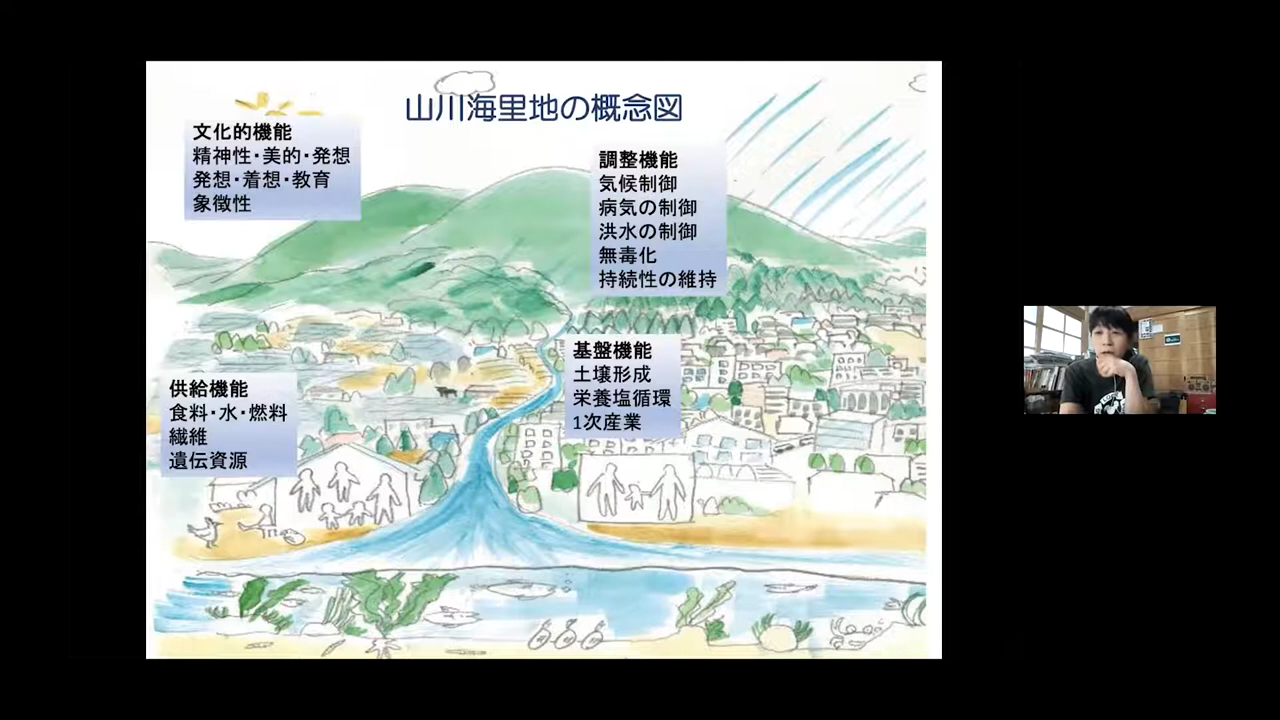 山川海里地の概念図
文化的機能
精神性・美的・発想
発想・着想・教育
象徴性
調整機能
気候制御
病気の制御
洪水の制御
無毒化
持続性の維持
基盤機能
土壌形成
栄養塩循環
1次産業
供給機能
食料・水・燃料
繊維
遺伝資源